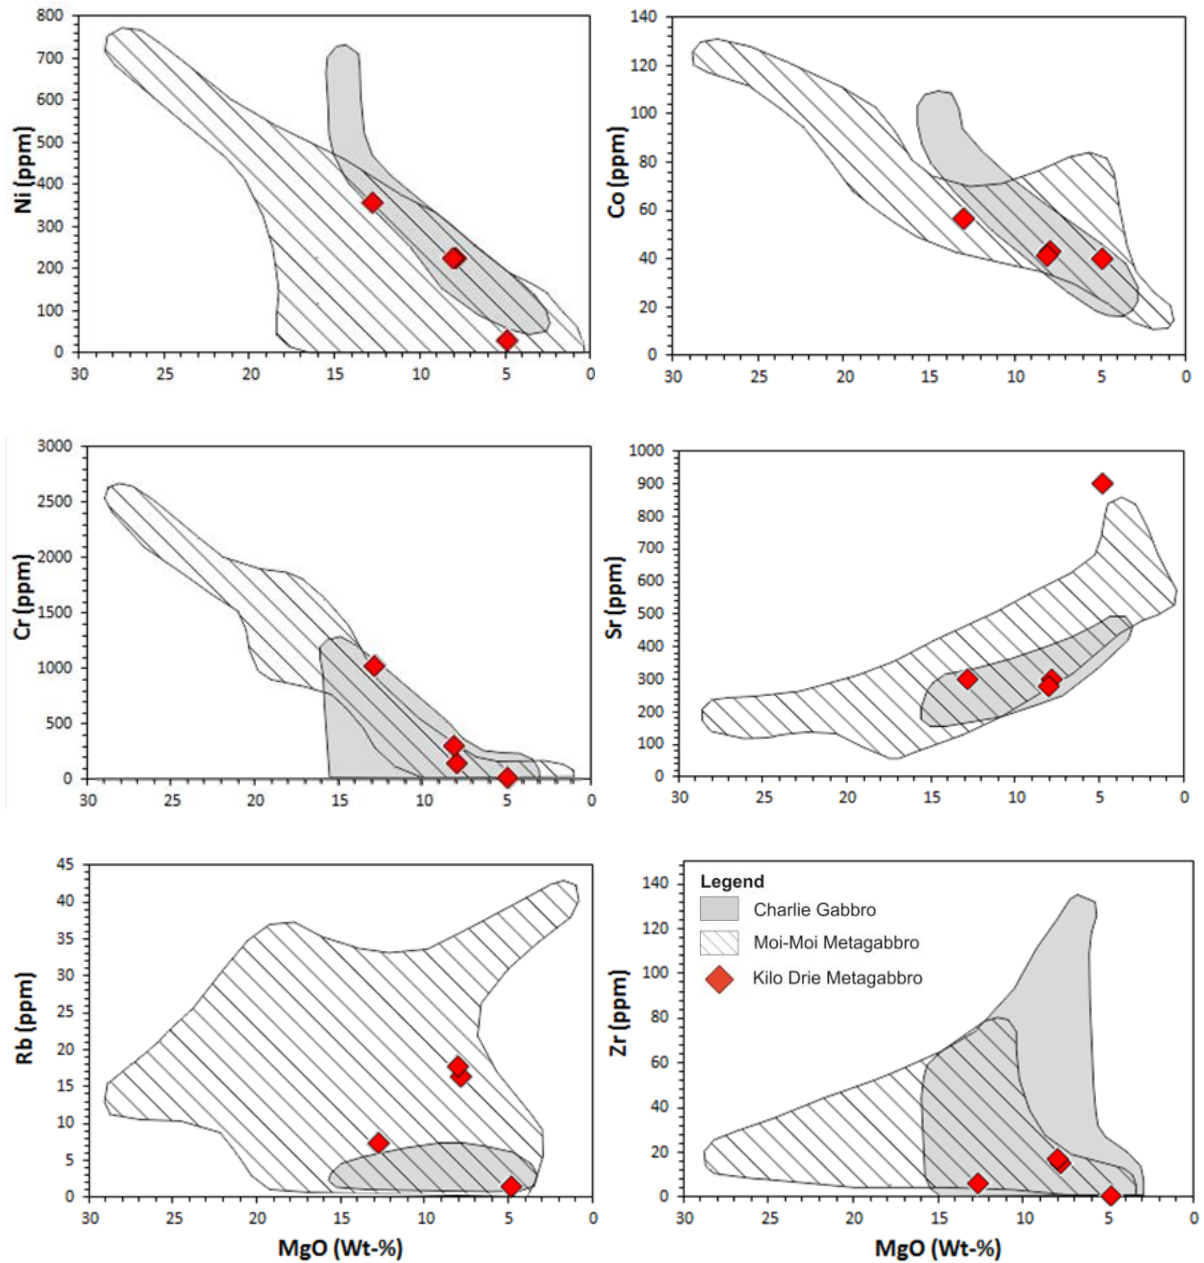 800
700
600
500
400
300
200
100
0
Ni (ppm)
30 25 20 15 10 5 0
140
120
100
80
60
40
20
0
Co (ppm)
30 25 20 15 10 5 0
3000
2500
2000
1500
1000
500
0
Cr (ppm)
30 25 20 15 10 5 0
1000
900
800
700
600
500
400
300
200
100
0
Sr (ppm)
30 25 20 15 10 5 0
45
40
35
30
25
20
15
10
5
0
Rb (ppm)
30 25 20 15 10 5 0
MgO (Wt-%)
140
120
100
80
60
40
20
0
Zr (ppm)
Legend
Charlie Gabbro
Moi-Moi Metagabbro
Kilo Drie Metagabbro
30 25 20 15 10 5 0
MgO (Wt-%)